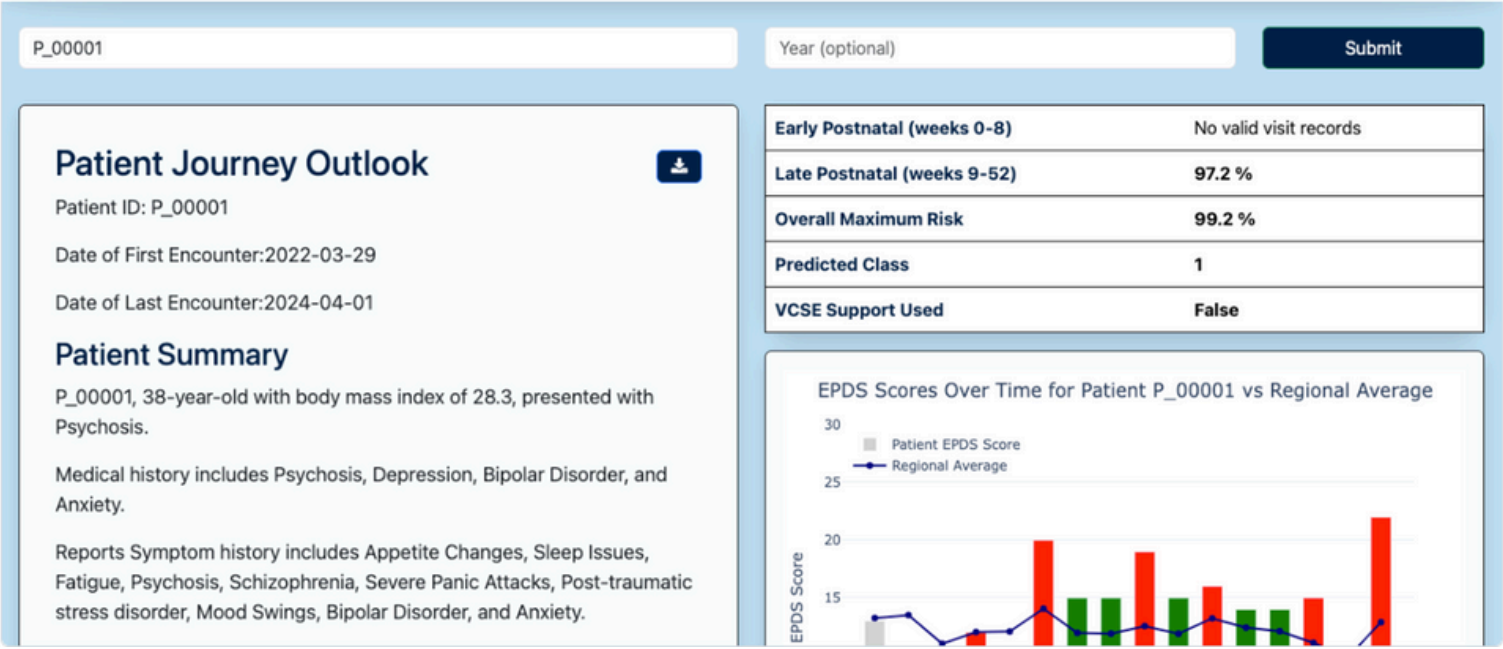 P_00001
Year (optional)
Submit
Patient Journey Outlook
Patient ID: P_00001
Date of First Encounter:2022-03-29
Date of Last Encounter:2024-04-01
Patient Summary
P_00001, 38-year-old with body mass index of 28.3, presented with
Psychosis.
Medical history includes Psychosis, Depression, Bipolar Disorder, and
Anxiety.
Reports Symptom history includes Appetite Changes, Sleep Issues,
Fatigue, Psychosis, Schizophrenia, Severe Panic Attacks, Post-traumatic
stress disorder, Mood Swings, Bipolar Disorder, and Anxiety.
Early Postnatal (weeks 0-8) No valid visit records
Late Postnatal (weeks 9-52) 97.2 %
Overall Maximum Risk 99.2 %
Predicted Class 1
VCSE Support Used False
EPDS Scores Over Time for Patient P_00001 vs Regional Average
30
Patient EPDS Score
Regional Average
25
20
15
EPDS Score